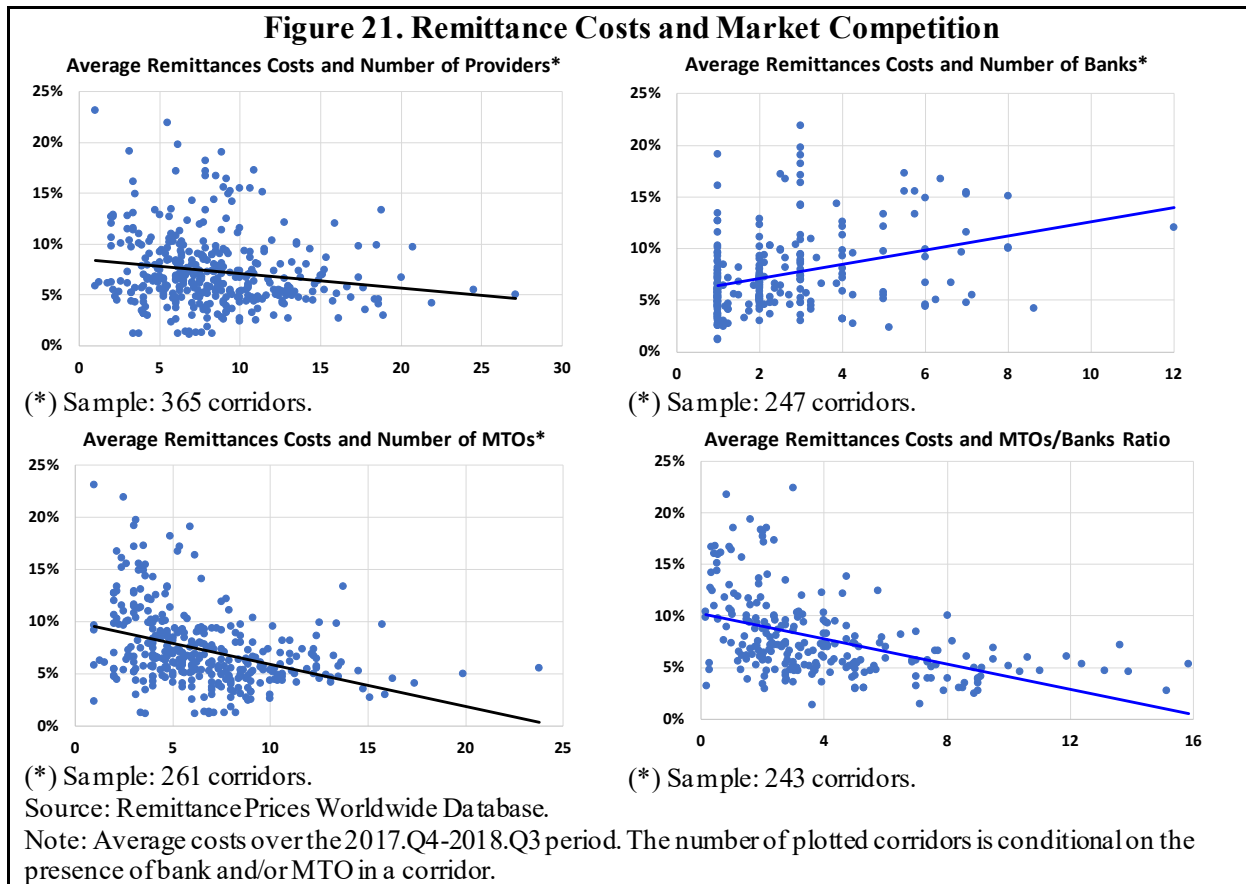 Figure 21. Remittance Costs and Market Competition
Average Remittances Costs and Number of Providers*
25%
20%
15%
10%
5%
0%
0 5 10 15 20 25 30
(*) Sample: 365 corridors.
Average Remittances Costs and Number of Banks*
25%
20%
15%
10%
5%
0%
0 2 4 6 8 10 12
(*) Sample: 247 corridors.
Average Remittances Costs and Number of MTOs*
25%
20%
15%
10%
5%
0%
0 5 10 15 20 25
(*) Sample: 261 corridors.
Average Remittances Costs and MTOs/Banks Ratio
25%
20%
15%
10%
5%
0%
0 4 8 12 16
(*) Sample: 243 corridors.
Source: Remittance Prices Worldwide Database.
Note: Average costs over the 2017.Q4-2018.Q3 period. The number of plotted corridors is conditional on the
presence of bank and/or MTO in a corridor.